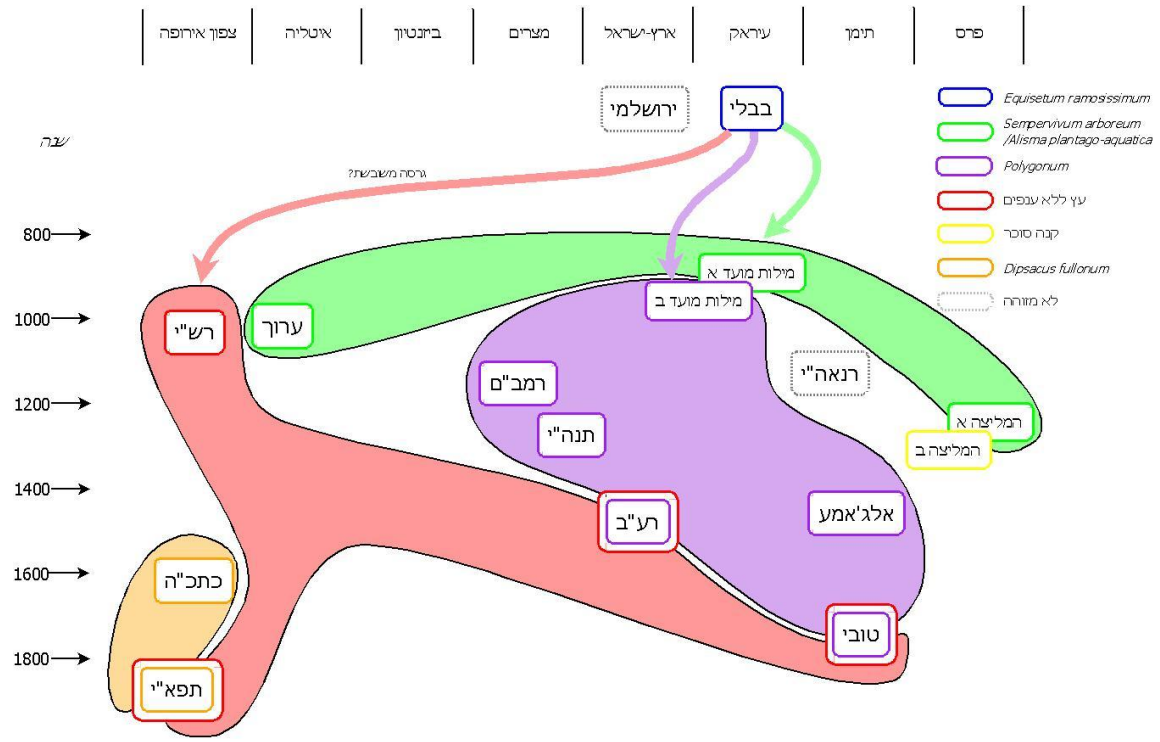 פרס
תימן
עיראק
ארץ-ישראל
מצרים
ביזנטיון
איטליה
צפון אירופה
Equisetum ramosissimum
Sempervivum arboreum
/Alisma plantago-aquatica
Polygonum
עץ ללא ענפים
קנה סוכר
Dipsacus fullonum
לא מזוהה
בבלי
ירושלמי
שנה
גרסה משובשת?
800
מילות מועד א
מילות מועד ב
1000
ערוך
רש"י
רנאה"י
1200
רמב"ם
תנה"י
המליצה א
המליצה ב
1400
אלג'אמע
רע"ב
1600
כתכ"ה
טובי
1800
תפא"י